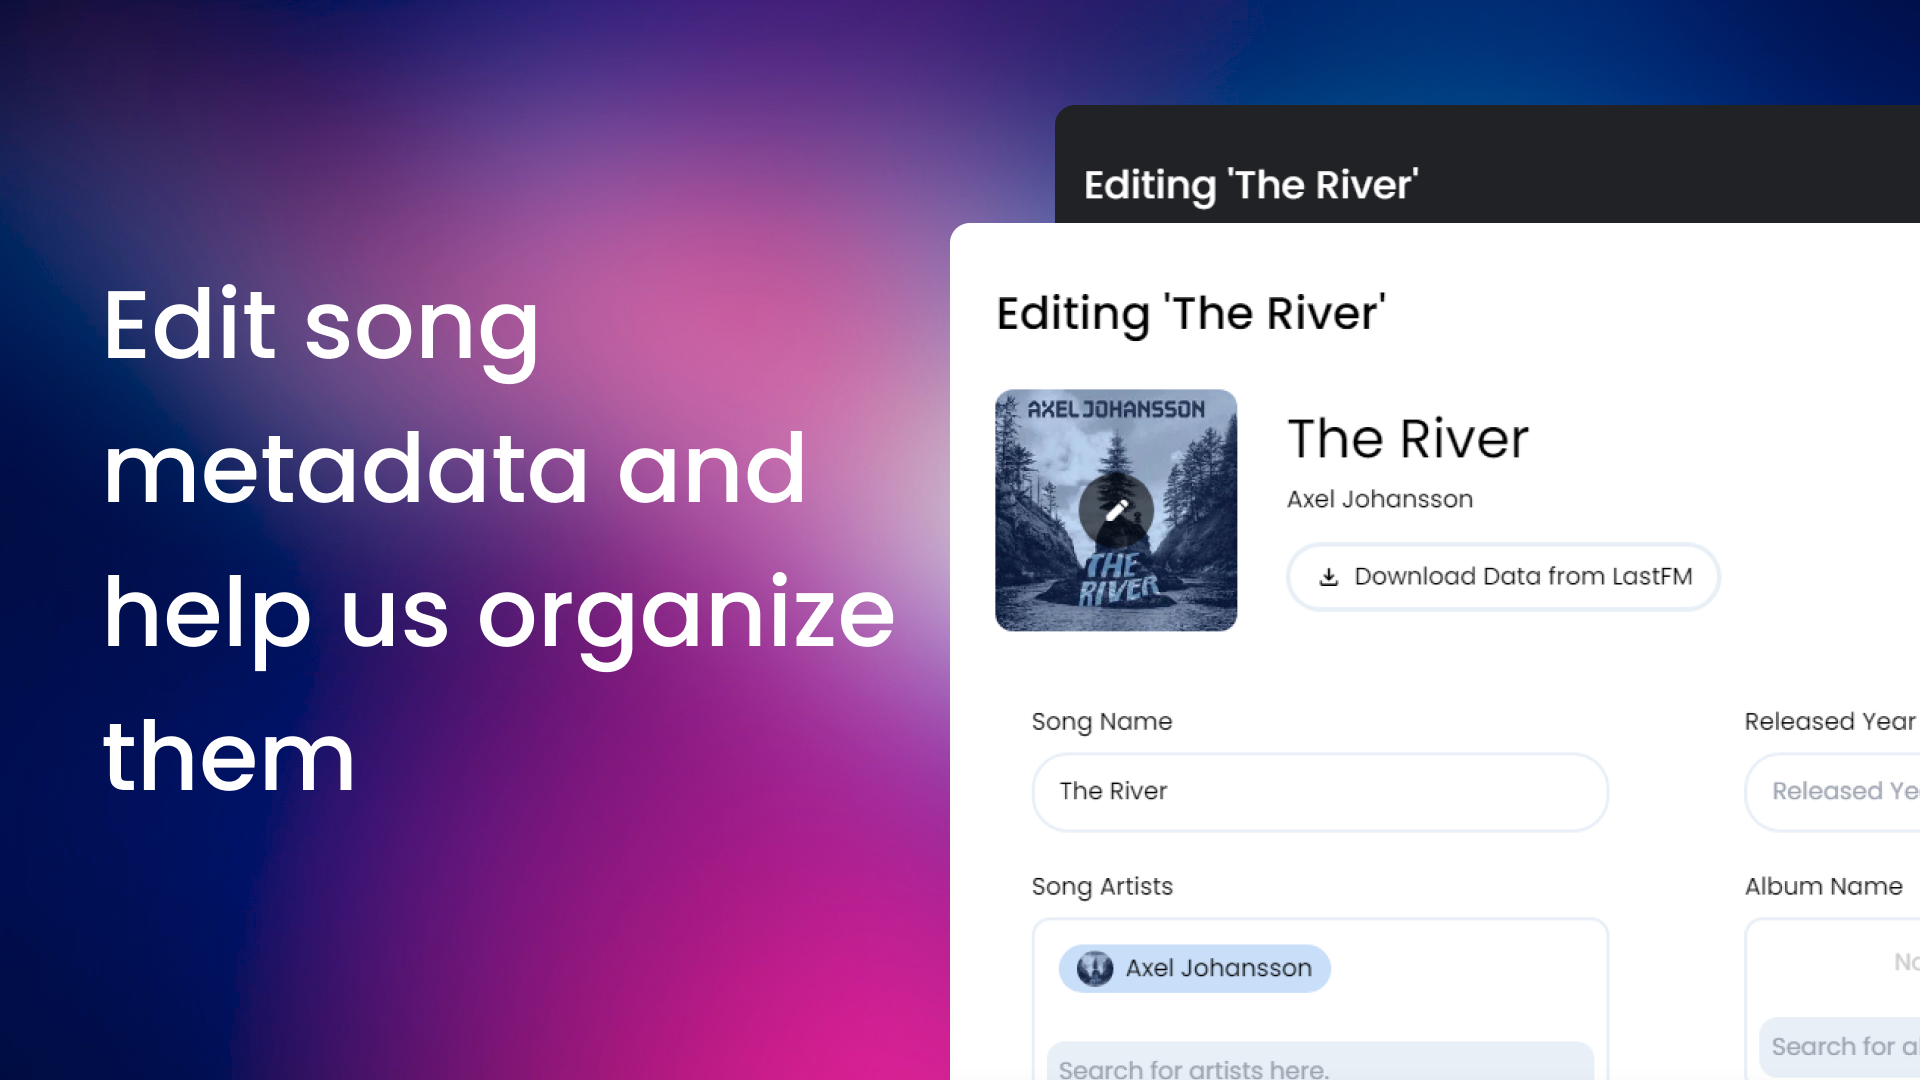 Edit song
metadata and
help us organize
them
Editing 'The River'
Editing 'The River'
AXEL JOHANSSON
THE
RIVER
The River
Axel Johansson
Download Data from LastFM
Song Name
The River
Released Year
Released Ye
Song Artists
Axel Johansson
Search for artists here.
Album Name
No
Search for a